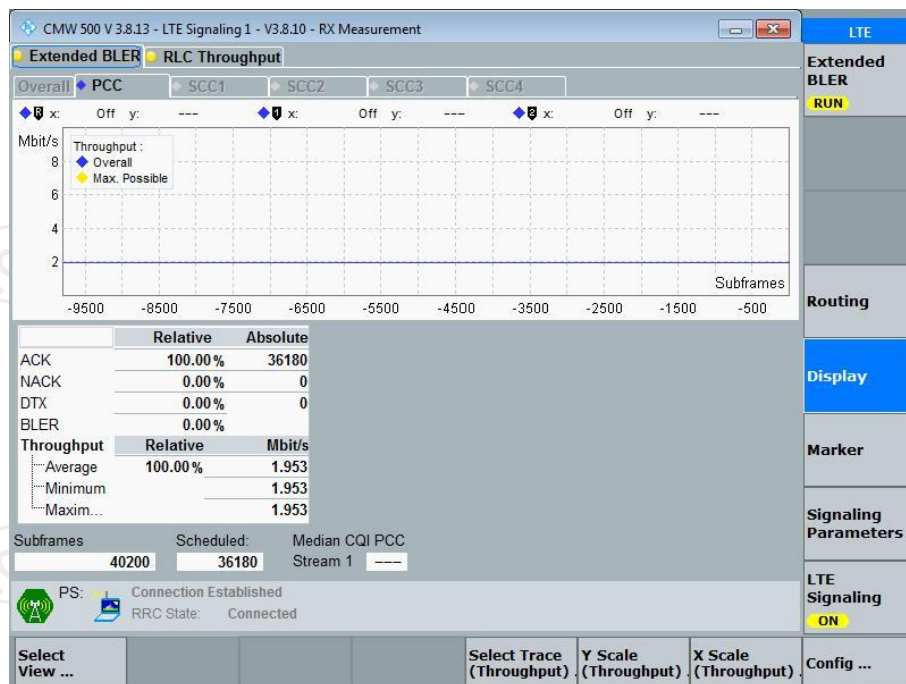 CMW 500 V 3.8.13 - LTE Signaling 1 - V3.8.10 - RX Measurement
LTE
Extended BLER RLC Throughput
Extended BLER
RUN
Overall PCC SCC1 SCC2 SCC3 SCC4
R x: Off y: --- 1 x: Off y: --- 2 x: Off y: ---
Mbit/s
Throughput :
Overall
Max. Possible
8
6
4
2
Subframes
-9500 -8500 -7500 -6500 -5500 -4500 -3500 -2500 -1500 -500
Relative Absolute
ACK 100.00 % 36180
NACK 0.00 % 0
DTX 0.00 % 0
BLER 0.00 %
Throughput Relative Mbit/s
Average 100.00 % 1.953
Minimum 1.953
Maxim... 1.953
Subframes Scheduled: Median CQI PCC
40200 36180 Stream 1 ---
PS: Connection Established
RRC State: Connected
Routing
Display
Marker
Signaling
Parameters
LTE
Signaling
ON
Select
View ...
Select Trace
(Throughput) .
Y Scale
(Throughput) .
X Scale
(Throughput) .
Config ...